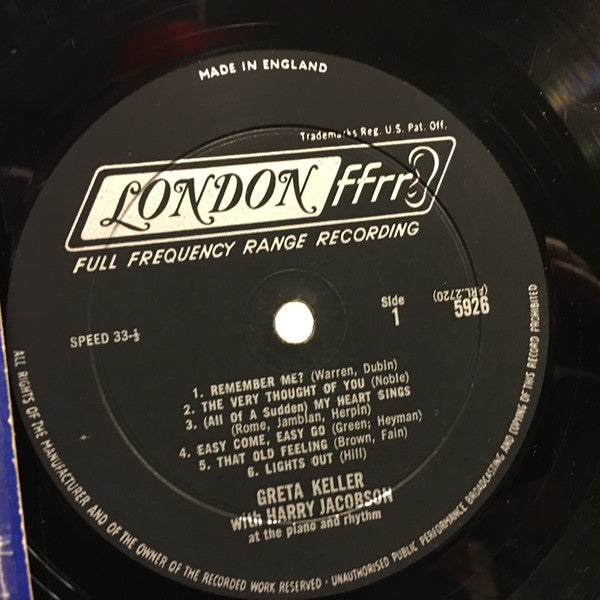 MADE IN ENGLAND
Trademarks Reg. U.S. Pat. Off.
LONDON ffrr
FULL FREQUENCY RANGE RECORDING
SPEED 33-⅓
Side
1
(ARL.2720)
5926
1. REMEMBER ME? (Warren, Dubin)
2. THE VERY THOUGHT OF YOU (Noble)
3. (All Of A Sudden) MY HEART SINGS
(Rome, Jamblan, Herpin)
4. EASY COME, EASY GO (Green; Heyman)
5. THAT OLD FEELING (Brown, Fain)
6. LIGHTS OUT (Hill)
GRETA KELLER
with HARRY JACOBSON
at the piano and rhythm
ALL RIGHTS OF THE MANUFACTURER AND OF THE OWNER OF THE RECORDED WORK RESERVED · UNAUTHORISED PUBLIC PERFORMANCE BROADCASTING AND COPYING OF THIS RECORD PROHIBITED